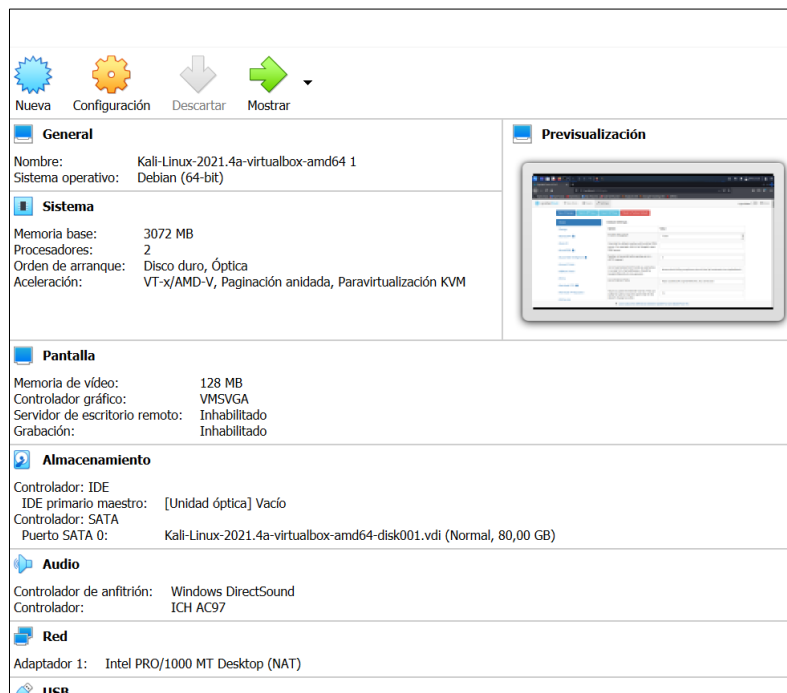 Nueva Configuración Descartar Mostrar
General
Nombre: Kali-Linux-2021.4a-virtualbox-amd64 1
Sistema operativo: Debian (64-bit)
Previsualización
Sistema
Memoria base: 3072 MB
Procesadores: 2
Orden de arranque: Disco duro, Óptica
Aceleración: VT-x/AMD-V, Paginación anidada, Paravirtualización KVM
Pantalla
Memoria de vídeo: 128 MB
Controlador gráfico: VMSVGA
Servidor de escritorio remoto: Inhabilitado
Grabación: Inhabilitado
Almacenamiento
Controlador: IDE
IDE primario maestro: [Unidad óptica] Vacío
Controlador: SATA
Puerto SATA 0: Kali-Linux-2021.4a-virtualbox-amd64-disk001.vdi (Normal, 80,00 GB)
Audio
Controlador de anfitrión: Windows DirectSound
Controlador: ICH AC97
Red
Adaptador 1: Intel PRO/1000 MT Desktop (NAT)
USB